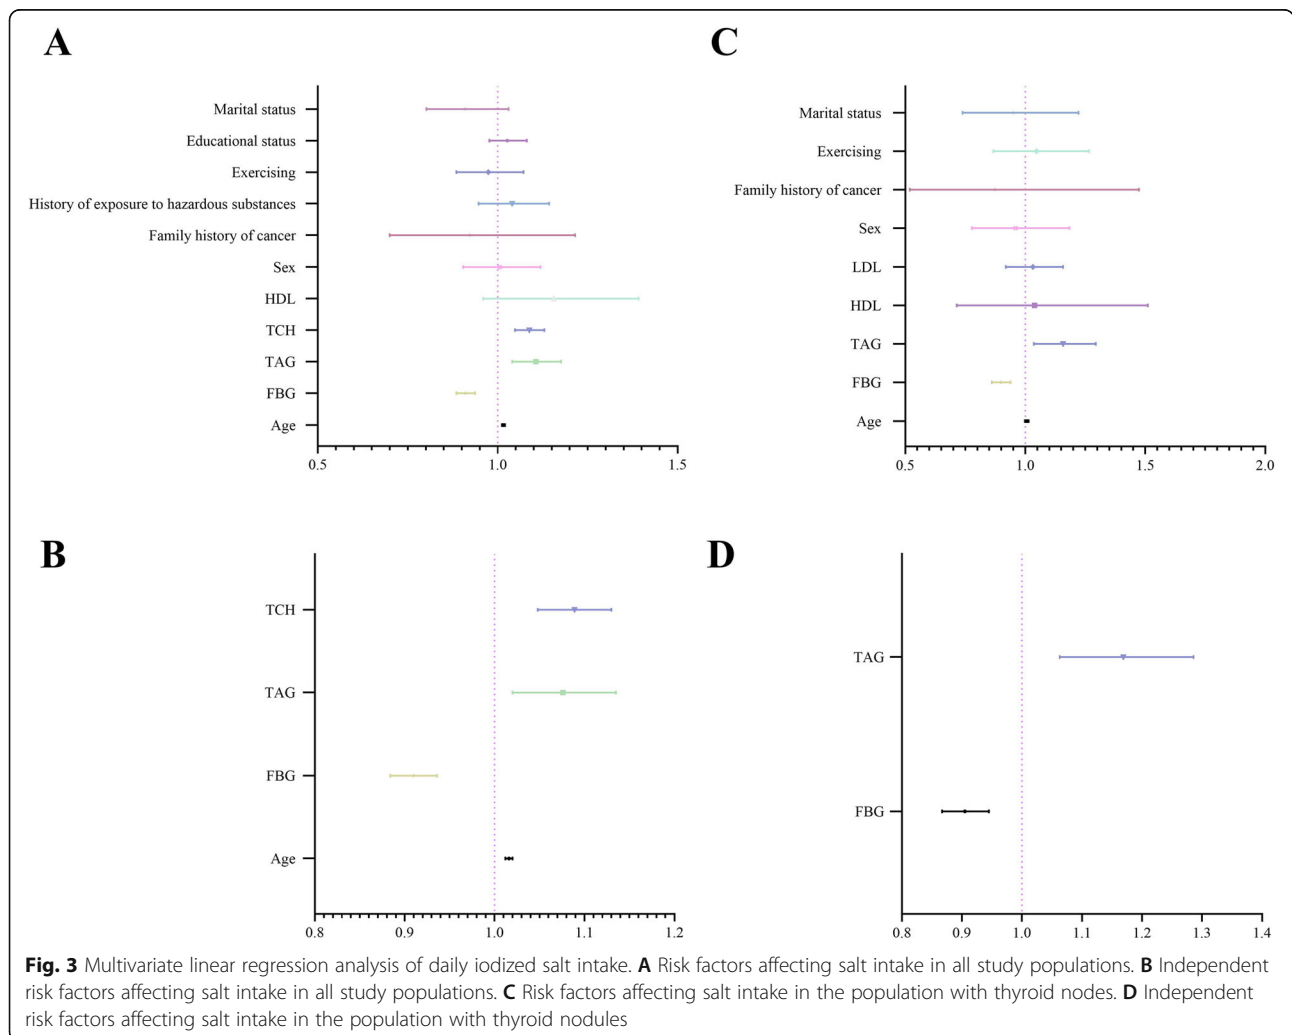 A
Marital status
Educational status
Exercising
History of exposure to hazardous substances
Family history of cancer
Sex
HDL
TCH
TAG
FBG
Age
0.5 1.0 1.5
C
Marital status
Exercising
Family history of cancer
Sex
LDL
HDL
TAG
FBG
Age
0.5 1.0 1.5 2.0
B
TCH
TAG
FBG
Age
0.8 0.9 1.0 1.1 1.2
D
TAG
FBG
0.8 0.9 1.0 1.1 1.2 1.3 1.4
Fig. 3 Multivariate linear regression analysis of daily iodized salt intake. A Risk factors affecting salt intake in all study populations. B Independent
risk factors affecting salt intake in all study populations. C Risk factors affecting salt intake in the population with thyroid nodes. D Independent
risk factors affecting salt intake in the population with thyroid nodules